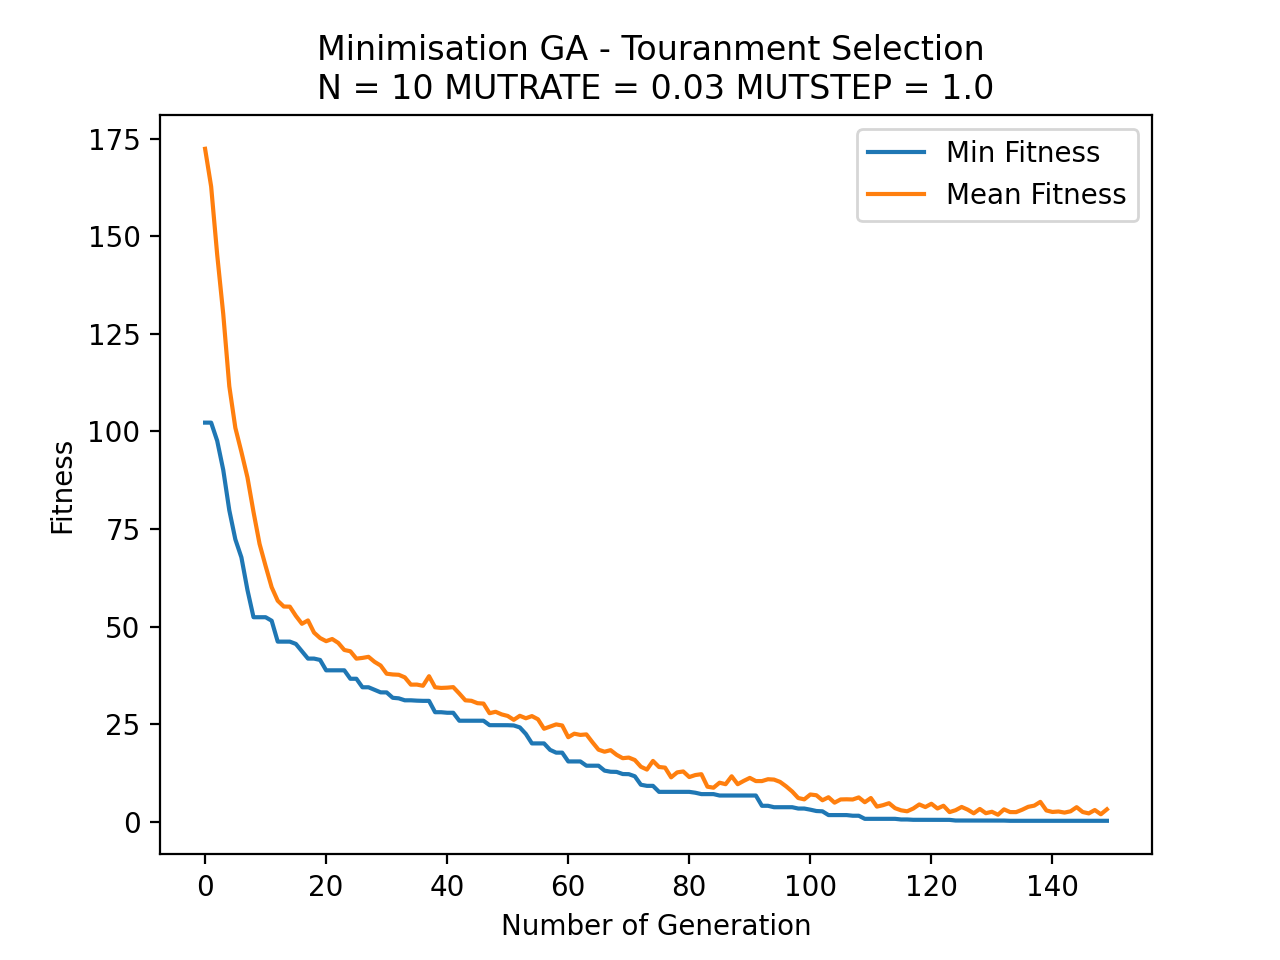 Minimisation GA - Touranment Selection
N = 10 MUTRATE = 0.03 MUTSTEP = 1.0
Min Fitness
Mean Fitness
175
150
125
100
75
50
25
0
Fitness
0 20 40 60 80 100 120 140
Number of Generation